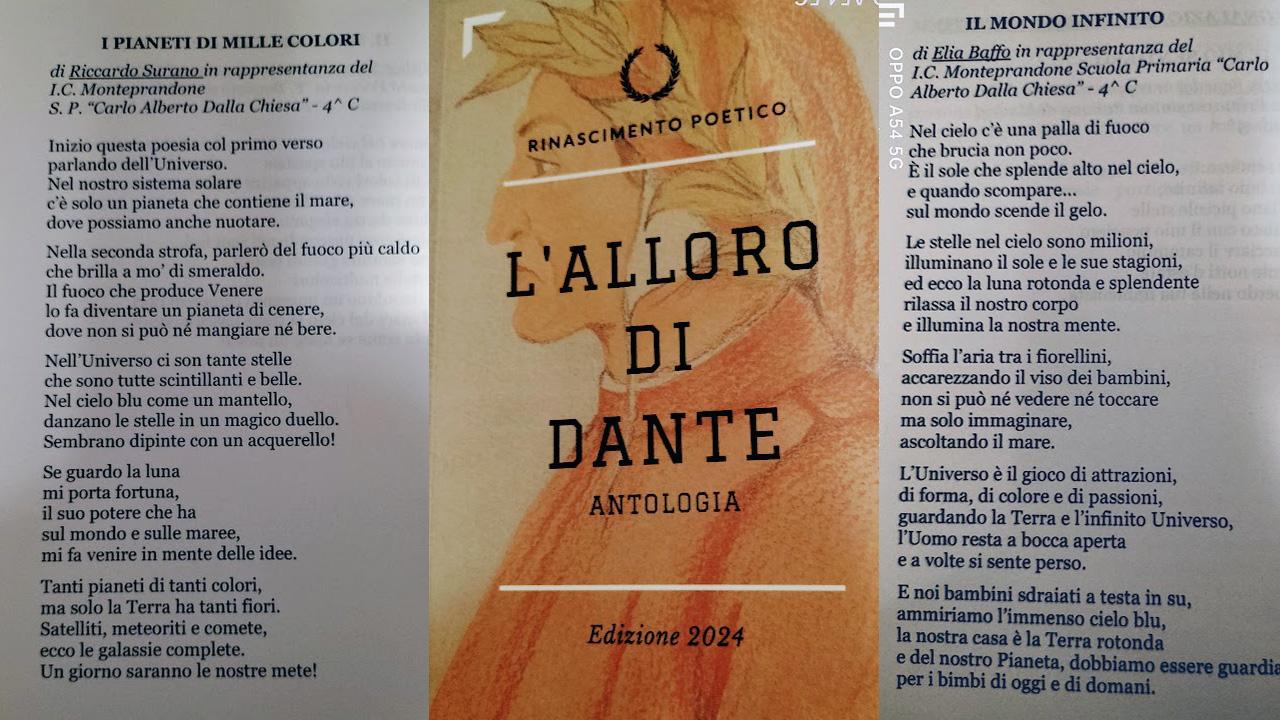 I PIANETI DI MILLE COLORI
di Riccardo Surano in rappresentanza del
I.C. Monteprandone
S. P. “Carlo Alberto Dalla Chiesa” - 4^ C
Inizio questa poesia col primo verso
parlando dell’Universo.
Nel nostro sistema solare
c’è solo un pianeta che contiene il mare,
dove possiamo anche nuotare.
Nella seconda strofa, parlerò del fuoco più caldo
che brilla a mo’ di smeraldo.
Il fuoco che produce Venere
lo fa diventare un pianeta di cenere,
dove non si può né mangiare né bere.
Nell’Universo ci son tante stelle
che sono tutte scintillanti e belle.
Nel cielo blu come un mantello,
danzano le stelle in un magico duello.
Sembrano dipinte con un acquerello!
Se guardo la luna
mi porta fortuna,
il suo potere che ha
sul mondo e sulle maree,
mi fa venire in mente delle idee.
Tanti pianeti di tanti colori,
ma solo la Terra ha tanti fiori.
Satelliti, meteoriti e comete,
ecco le galassie complete.
Un giorno saranno le nostre mete!
RINASCIMENTO POETICO
L'ALLORO
DI
DANTE
ANTOLOGIA
Edizione 2024
OPPO A54 5G
IL MONDO INFINITO
di Elia Baffo in rappresentanza del
I.C. Monteprandone Scuola Primaria “Carlo
Alberto Dalla Chiesa” - 4^ C
Nel cielo c’è una palla di fuoco
che brucia non poco.
È il sole che splende alto nel cielo,
e quando scompare...
sul mondo scende il gelo.
Le stelle nel cielo sono milioni,
illuminano il sole e le sue stagioni,
ed ecco la luna rotonda e splendente
rilassa il nostro corpo
e illumina la nostra mente.
Soffia l’aria tra i fiorellini,
accarezzando il viso dei bambini,
non si può né vedere né toccare
ma solo immaginare,
ascoltando il mare.
L’Universo è il gioco di attrazioni,
di forma, di colore e di passioni,
guardando la Terra e l’infinito Universo,
l’Uomo resta a bocca aperta
e a volte si sente perso.
E noi bambini sdraiati a testa in su,
ammiriamo l’immenso cielo blu,
la nostra casa è la Terra rotonda
e del nostro Pianeta, dobbiamo essere guardia
per i bimbi di oggi e di domani.